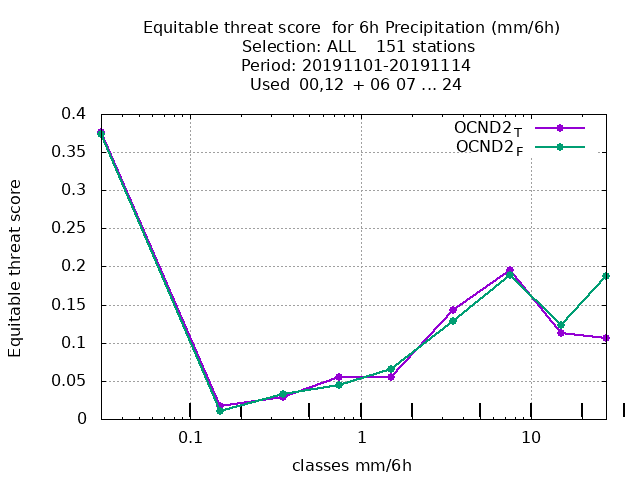 Equitable threat score  for 6h Precipitation (mm/6h)
Selection: ALL    151 stations
Period: 20191101-20191114
Used  00,12  + 06 07 ... 24
OCND2_T
OCND2_F
Equitable threat score
0.4
0.35
0.3
0.25
0.2
0.15
0.1
0.05
0
0.1
1
10
classes mm/6h